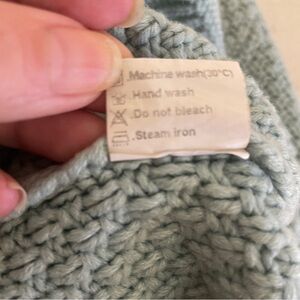 .Machine wash(30°C)
.Hand wash
.Do not bleach
.Steam iron